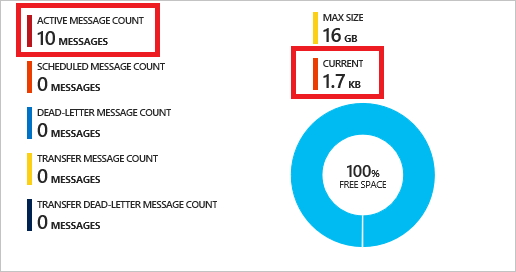 ACTIVE MESSAGE COUNT
10 MESSAGES
SCHEDULED MESSAGE COUNT
0 MESSAGES
DEAD-LETTER MESSAGE COUNT
0 MESSAGES
TRANSFER MESSAGE COUNT
0 MESSAGES
TRANSFER DEAD-LETTER MESSAGE COUNT
0 MESSAGES
MAX SIZE
16 GB
CURRENT
1.7 KB
100%
FREE SPACE